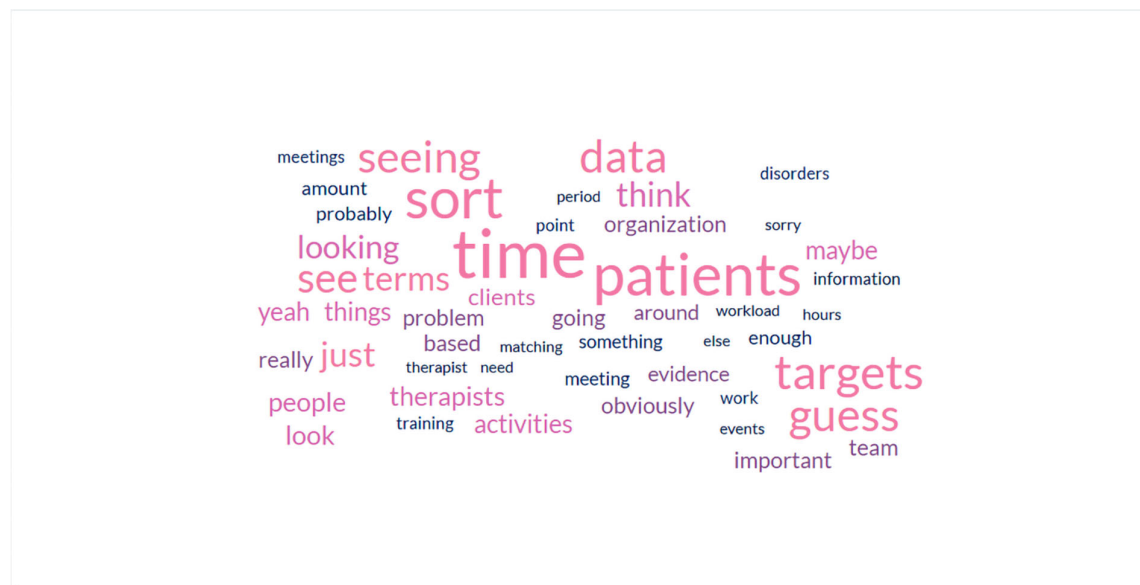 meetings seeing data
disorders
amount sort period think
probably point organization sorry
looking time patients maybe
see terms information
clients
yeah things problem going around workload hours
based matching something else enough
really just therapist need
meeting evidence targets
people therapists obviously work
look training activities events guess
important team